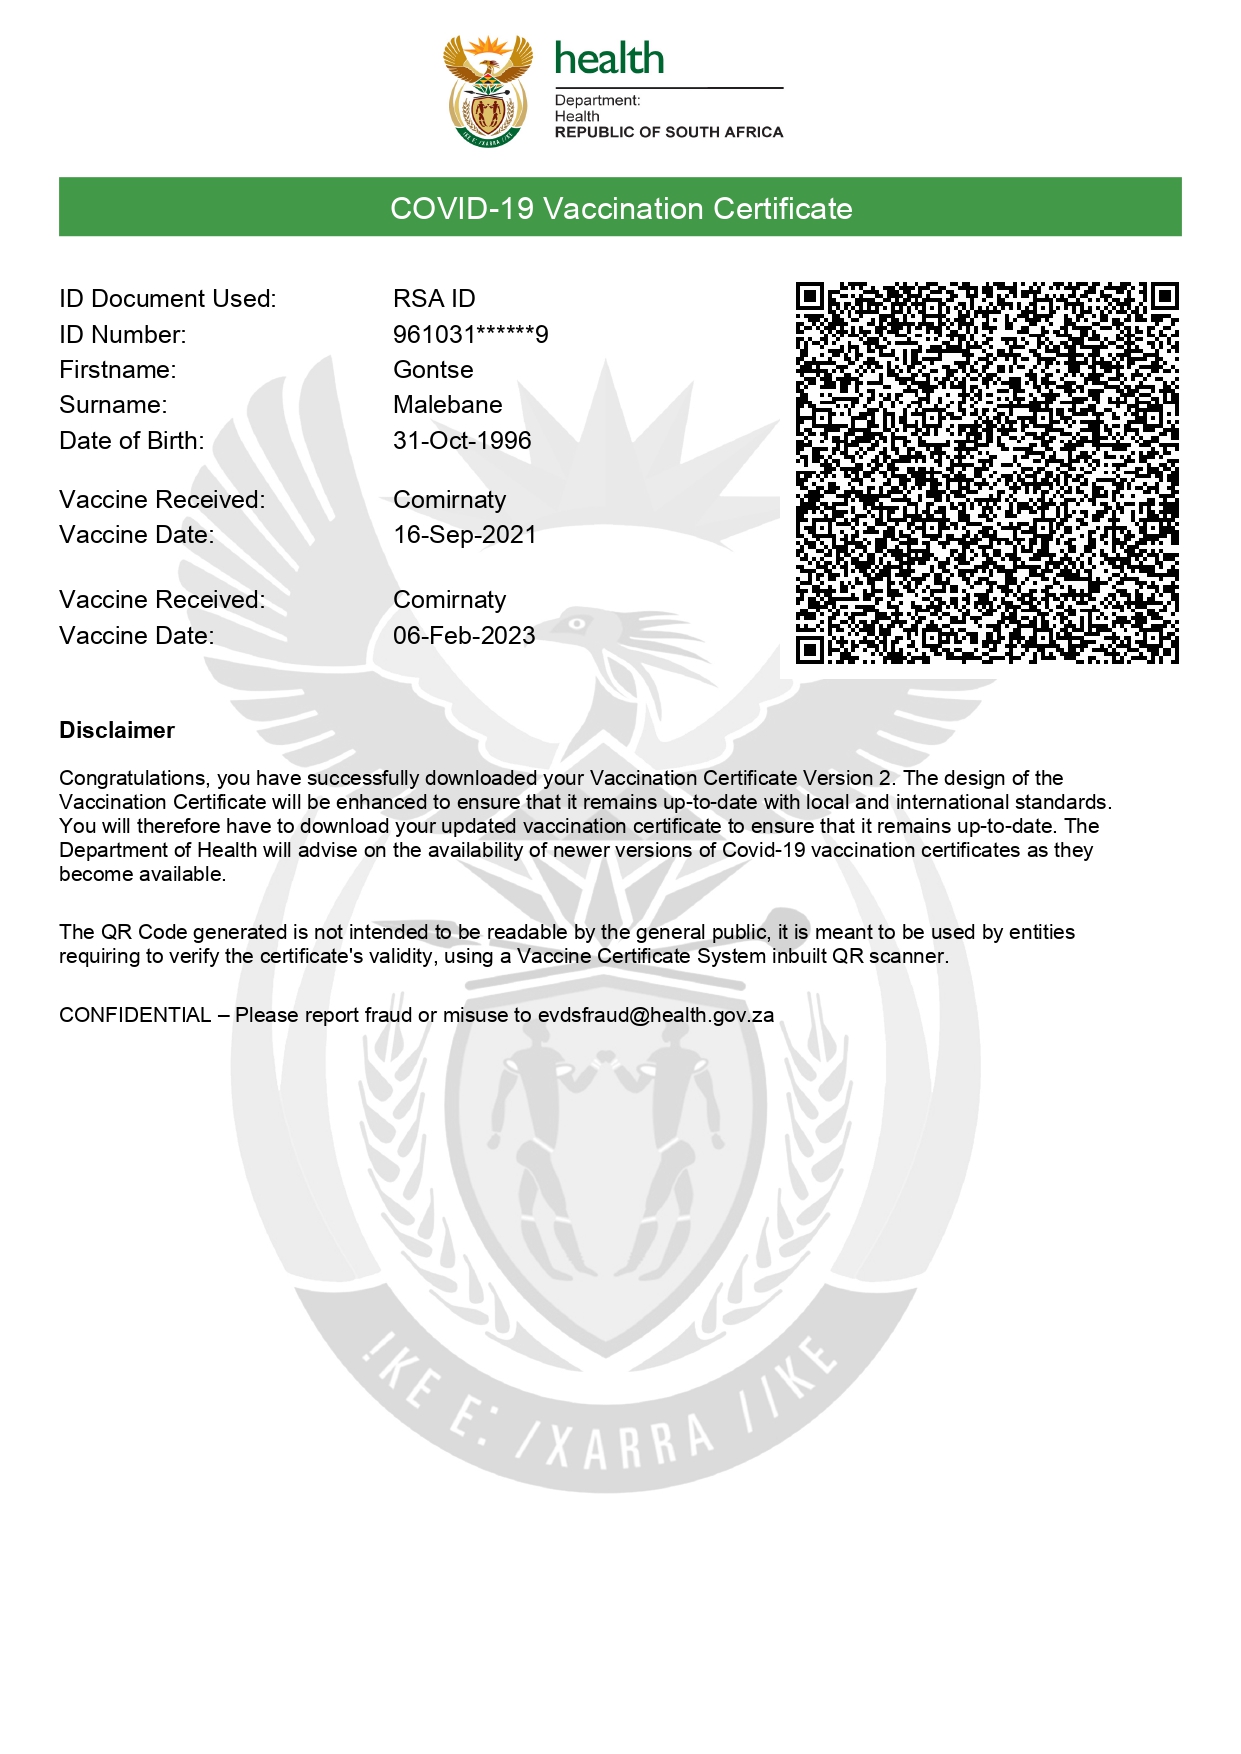 health
Department:
Health
REPUBLIC OF SOUTH AFRICA
!KE E: /XARRA //KE
COVID-19 Vaccination Certificate
ID Document Used: RSA ID
ID Number: 961031******9
Firstname: Gontse
Surname: Malebane
Date of Birth: 31-Oct-1996
Vaccine Received: Comirnaty
Vaccine Date: 16-Sep-2021
Vaccine Received: Comirnaty
Vaccine Date: 06-Feb-2023
Disclaimer
Congratulations, you have successfully downloaded your Vaccination Certificate Version 2. The design of the
Vaccination Certificate will be enhanced to ensure that it remains up-to-date with local and international standards.
You will therefore have to download your updated vaccination certificate to ensure that it remains up-to-date. The
Department of Health will advise on the availability of newer versions of Covid-19 vaccination certificates as they
become available.
The QR Code generated is not intended to be readable by the general public, it is meant to be used by entities
requiring to verify the certificate's validity, using a Vaccine Certificate System inbuilt QR scanner.
CONFIDENTIAL – Please report fraud or misuse to evdsfraud@health.gov.za
!KE E: /XARRA //KE